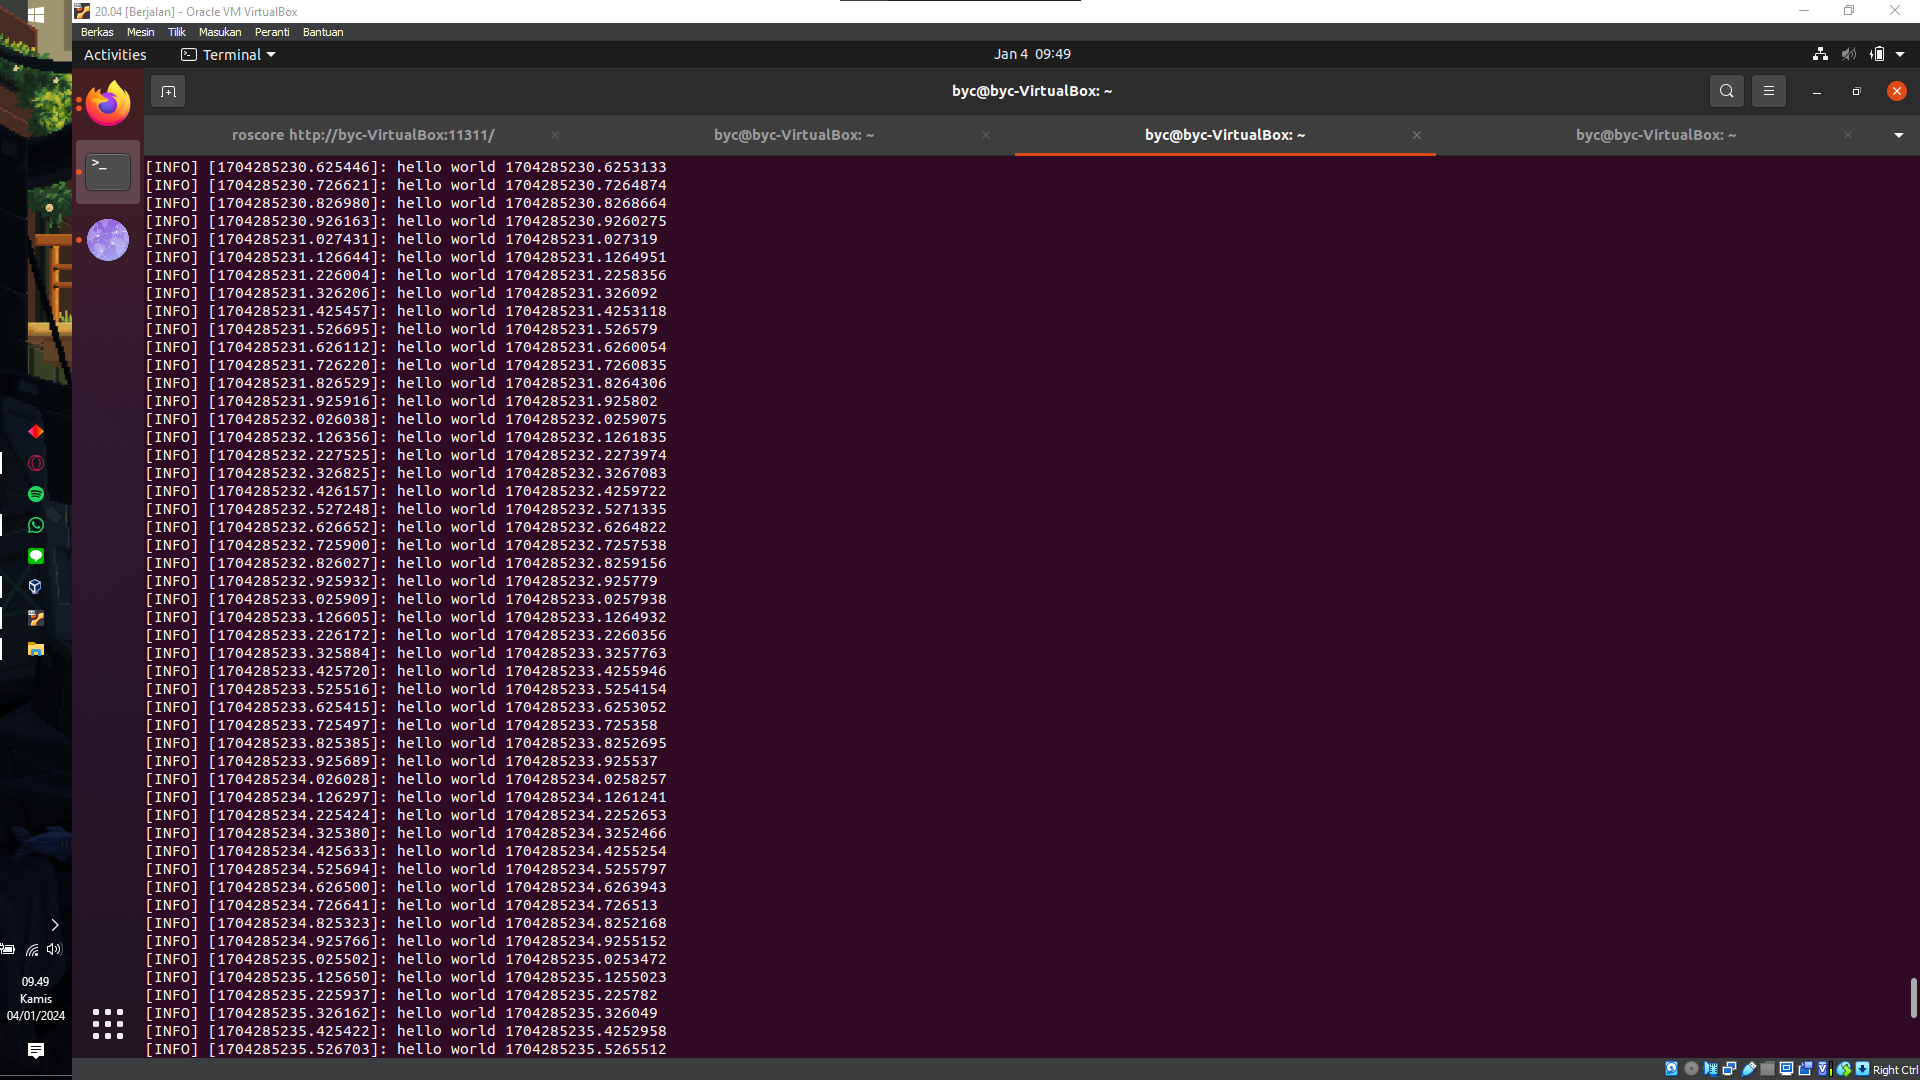 20.04 [Berjalan] - Oracle VM VirtualBox
Berkas Mesin Tilik Masukan Peranti Bantuan
Activities Terminal Jan 4 09:49
byc@byc-VirtualBox: ~
roscore http://byc-VirtualBox:11311/ byc@byc-VirtualBox: ~ byc@byc-VirtualBox: ~ byc@byc-VirtualBox: ~
[INFO] [1704285230.625446]: hello world 1704285230.6253133
[INFO] [1704285230.726621]: hello world 1704285230.7264874
[INFO] [1704285230.826980]: hello world 1704285230.8268664
[INFO] [1704285230.926163]: hello world 1704285230.9260275
[INFO] [1704285231.027431]: hello world 1704285231.027319
[INFO] [1704285231.126644]: hello world 1704285231.1264951
[INFO] [1704285231.226004]: hello world 1704285231.2258356
[INFO] [1704285231.326206]: hello world 1704285231.326092
[INFO] [1704285231.425457]: hello world 1704285231.4253118
[INFO] [1704285231.526695]: hello world 1704285231.526579
[INFO] [1704285231.626112]: hello world 1704285231.6260054
[INFO] [1704285231.726220]: hello world 1704285231.7260835
[INFO] [1704285231.826529]: hello world 1704285231.8264306
[INFO] [1704285231.925916]: hello world 1704285231.925802
[INFO] [1704285232.026038]: hello world 1704285232.0259075
[INFO] [1704285232.126356]: hello world 1704285232.1261835
[INFO] [1704285232.227525]: hello world 1704285232.2273974
[INFO] [1704285232.326825]: hello world 1704285232.3267083
[INFO] [1704285232.426157]: hello world 1704285232.4259722
[INFO] [1704285232.527248]: hello world 1704285232.5271335
[INFO] [1704285232.626652]: hello world 1704285232.6264822
[INFO] [1704285232.725900]: hello world 1704285232.7257538
[INFO] [1704285232.826027]: hello world 1704285232.8259156
[INFO] [1704285232.925932]: hello world 1704285232.925779
[INFO] [1704285233.025909]: hello world 1704285233.0257938
[INFO] [1704285233.126605]: hello world 1704285233.1264932
[INFO] [1704285233.226172]: hello world 1704285233.2260356
[INFO] [1704285233.325884]: hello world 1704285233.3257763
[INFO] [1704285233.425720]: hello world 1704285233.4255946
[INFO] [1704285233.525516]: hello world 1704285233.5254154
[INFO] [1704285233.625415]: hello world 1704285233.6253052
[INFO] [1704285233.725497]: hello world 1704285233.725358
[INFO] [1704285233.825385]: hello world 1704285233.8252695
[INFO] [1704285233.925689]: hello world 1704285233.925537
[INFO] [1704285234.026028]: hello world 1704285234.0258257
[INFO] [1704285234.126297]: hello world 1704285234.1261241
[INFO] [1704285234.225424]: hello world 1704285234.2252653
[INFO] [1704285234.325380]: hello world 1704285234.3252466
[INFO] [1704285234.425633]: hello world 1704285234.4255254
[INFO] [1704285234.525694]: hello world 1704285234.5255797
[INFO] [1704285234.626500]: hello world 1704285234.6263943
[INFO] [1704285234.726641]: hello world 1704285234.726513
[INFO] [1704285234.825323]: hello world 1704285234.8252168
[INFO] [1704285234.925766]: hello world 1704285234.9255152
[INFO] [1704285235.025502]: hello world 1704285235.0253472
[INFO] [1704285235.125650]: hello world 1704285235.1255023
[INFO] [1704285235.225937]: hello world 1704285235.225782
[INFO] [1704285235.326162]: hello world 1704285235.326049
[INFO] [1704285235.425422]: hello world 1704285235.4252958
[INFO] [1704285235.526703]: hello world 1704285235.5265512
09.49
Kamis
04/01/2024
Right Ctrl